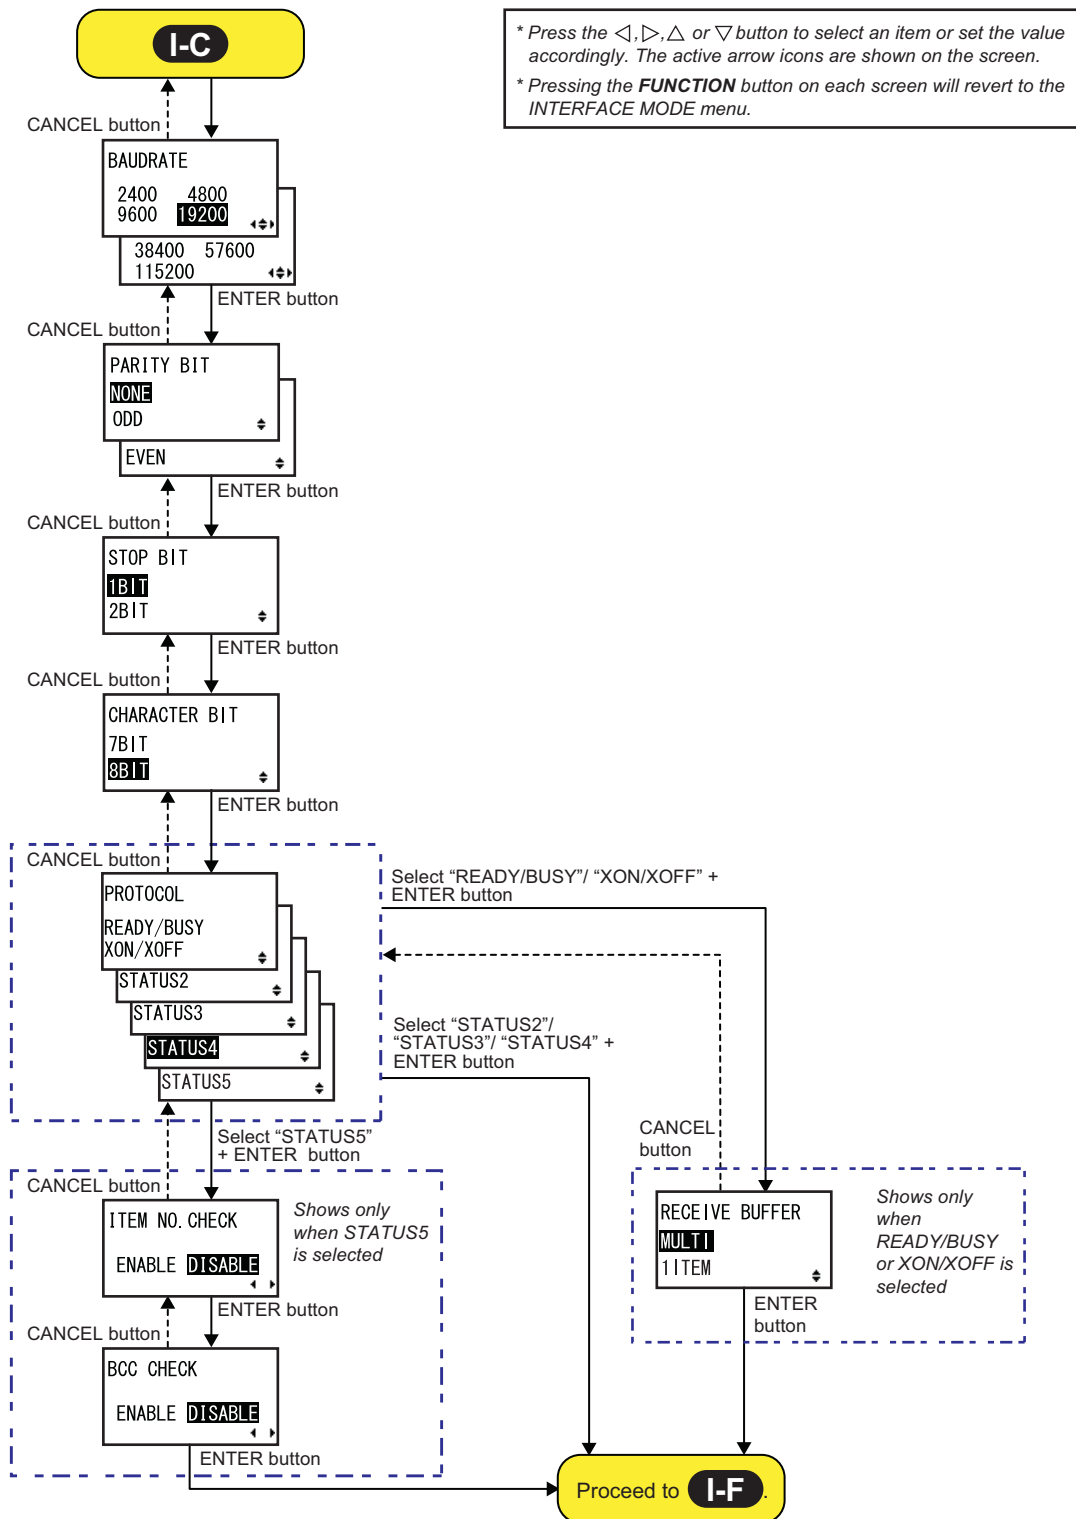 I-C
* Press the ◁, ▷, △ or ▽ button to select an item or set the value
accordingly. The active arrow icons are shown on the screen.
* Pressing the FUNCTION button on each screen will revert to the
INTERFACE MODE menu.
CANCEL button
BAUDRATE
2400 4800
9600 19200
38400 57600
115200
ENTER button
CANCEL button
PARITY BIT
NONE
ODD
EVEN
ENTER button
CANCEL button
STOP BIT
1BIT
2BIT
ENTER button
CANCEL button
CHARACTER BIT
7BIT
8BIT
ENTER button
CANCEL button
PROTOCOL
READY/BUSY
XON/XOFF
STATUS2
STATUS3
STATUS4
STATUS5
Select “READY/BUSY”/ “XON/XOFF” +
ENTER button
Select “STATUS2”/
“STATUS3”/ “STATUS4” +
ENTER button
Select “STATUS5”
+ ENTER button
CANCEL
button
CANCEL button
ITEM NO. CHECK
ENABLE DISABLE
Shows only
when STATUS5
is selected
RECEIVE BUFFER
MULTI
1ITEM
Shows only
when
READY/BUSY
or XON/XOFF is
selected
ENTER button
ENTER
button
CANCEL button
BCC CHECK
ENABLE DISABLE
ENTER button
Proceed to I-F.